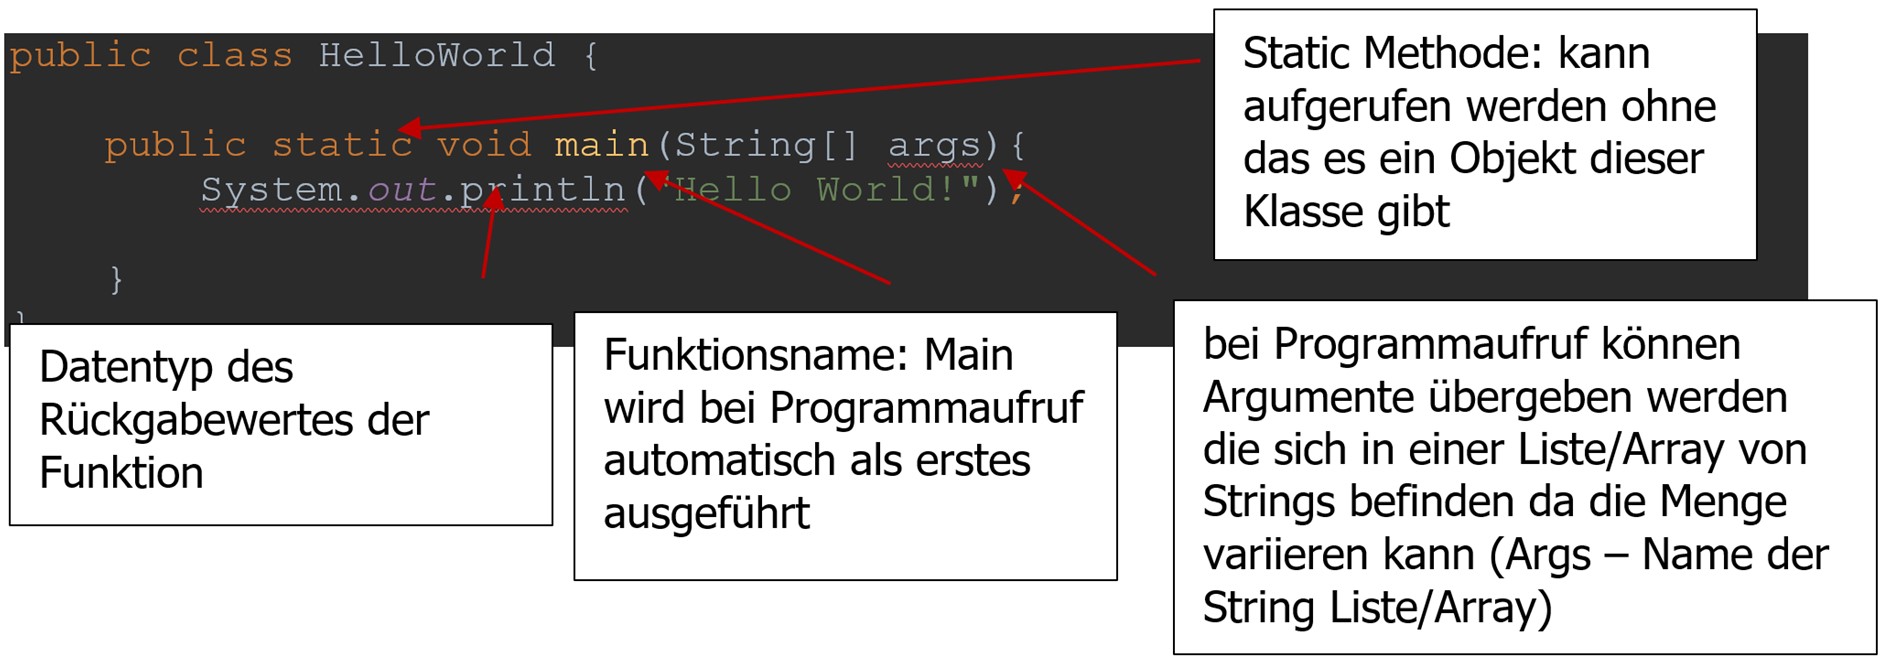 public class HelloWorld {
public static void main(String[] args){
System.out.println("Hello World!");
}
}
Static Methode: kann
aufgerufen werden ohne
das es ein Objekt dieser
Klasse gibt
Datentyp des
Rückgabewertes der
Funktion
Funktionsname: Main
wird bei Programmaufruf
automatisch als erstes
ausgeführt
bei Programmaufruf können
Argumente übergeben werden
die sich in einer Liste/Array von
Strings befinden da die Menge
variieren kann (Args – Name der
String Liste/Array)